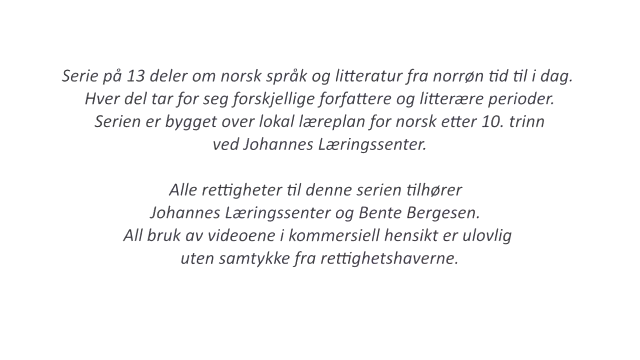 Serie på 13 deler om norsk språk og litteratur fra norrøn tid til i dag.
Hver del tar for seg forskjellige forfattere og litterære perioder.
Serien er bygget over lokal læreplan for norsk etter 10. trinn
ved Johannes Læringssenter.
Alle rettigheter til denne serien tilhører
Johannes Læringssenter og Bente Bergesen.
All bruk av videoene i kommersiell hensikt er ulovlig
uten samtykke fra rettighetshaverne.